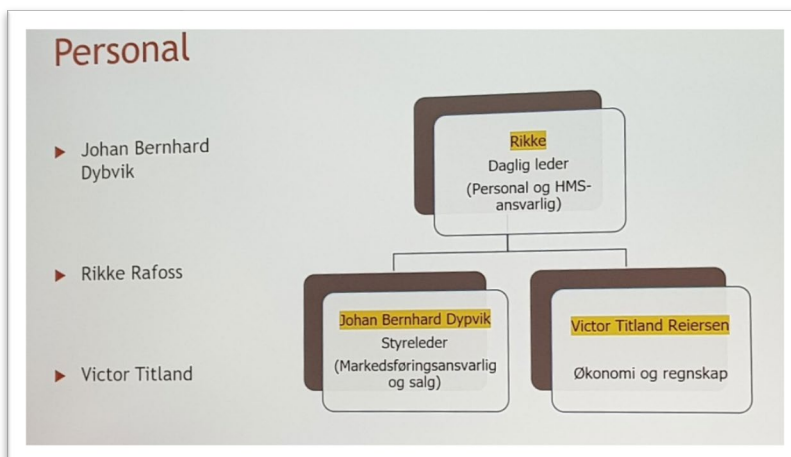 Personal
Johan Bernhard
Dybvik
Rikke Rafoss
Victor Titland
Rikke
Daglig leder
(Personal og HMS-
ansvarlig)
Johan Bernhard Dypvik
Styreleder
(Markedsføringsansvarlig
og salg)
Victor Titland Reiersen
Økonomi og regnskap